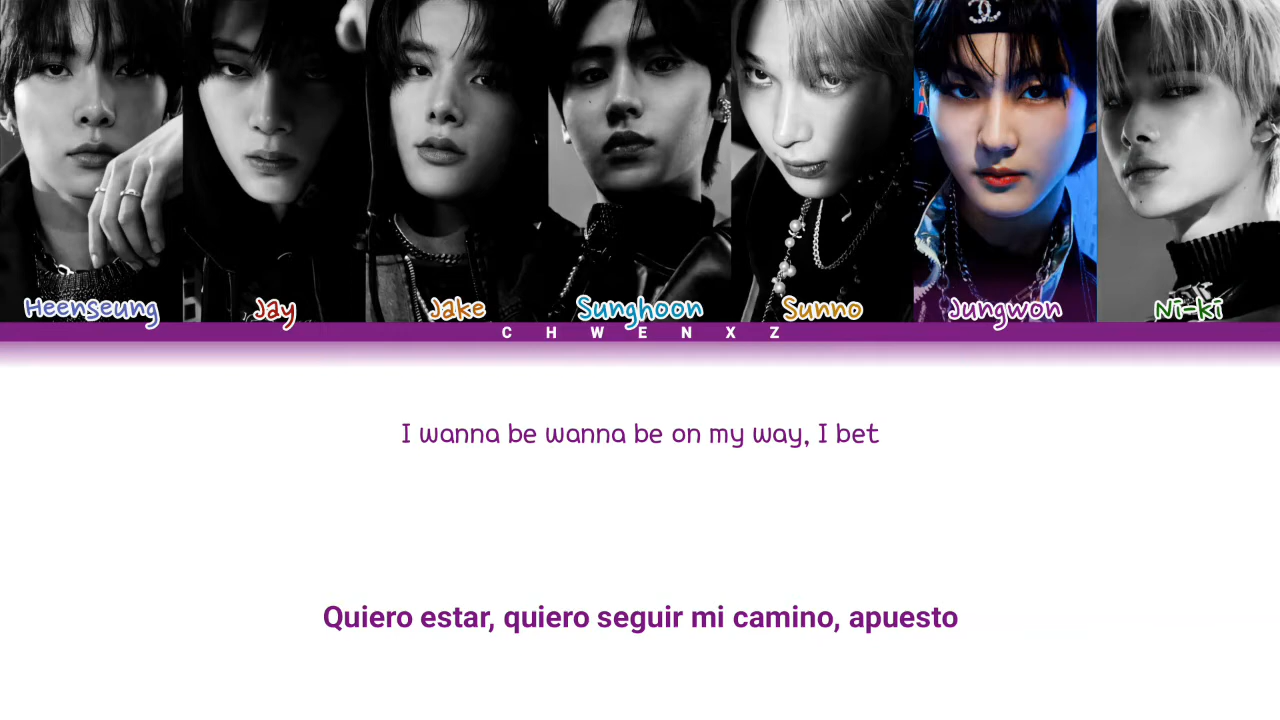 Heenseung Jay Jake Sunghoon Sunno Jungwon Ni-ki
CHWENXZ
I wanna be wanna be on my way, I bet
Quiero estar, quiero seguir mi camino, apuesto